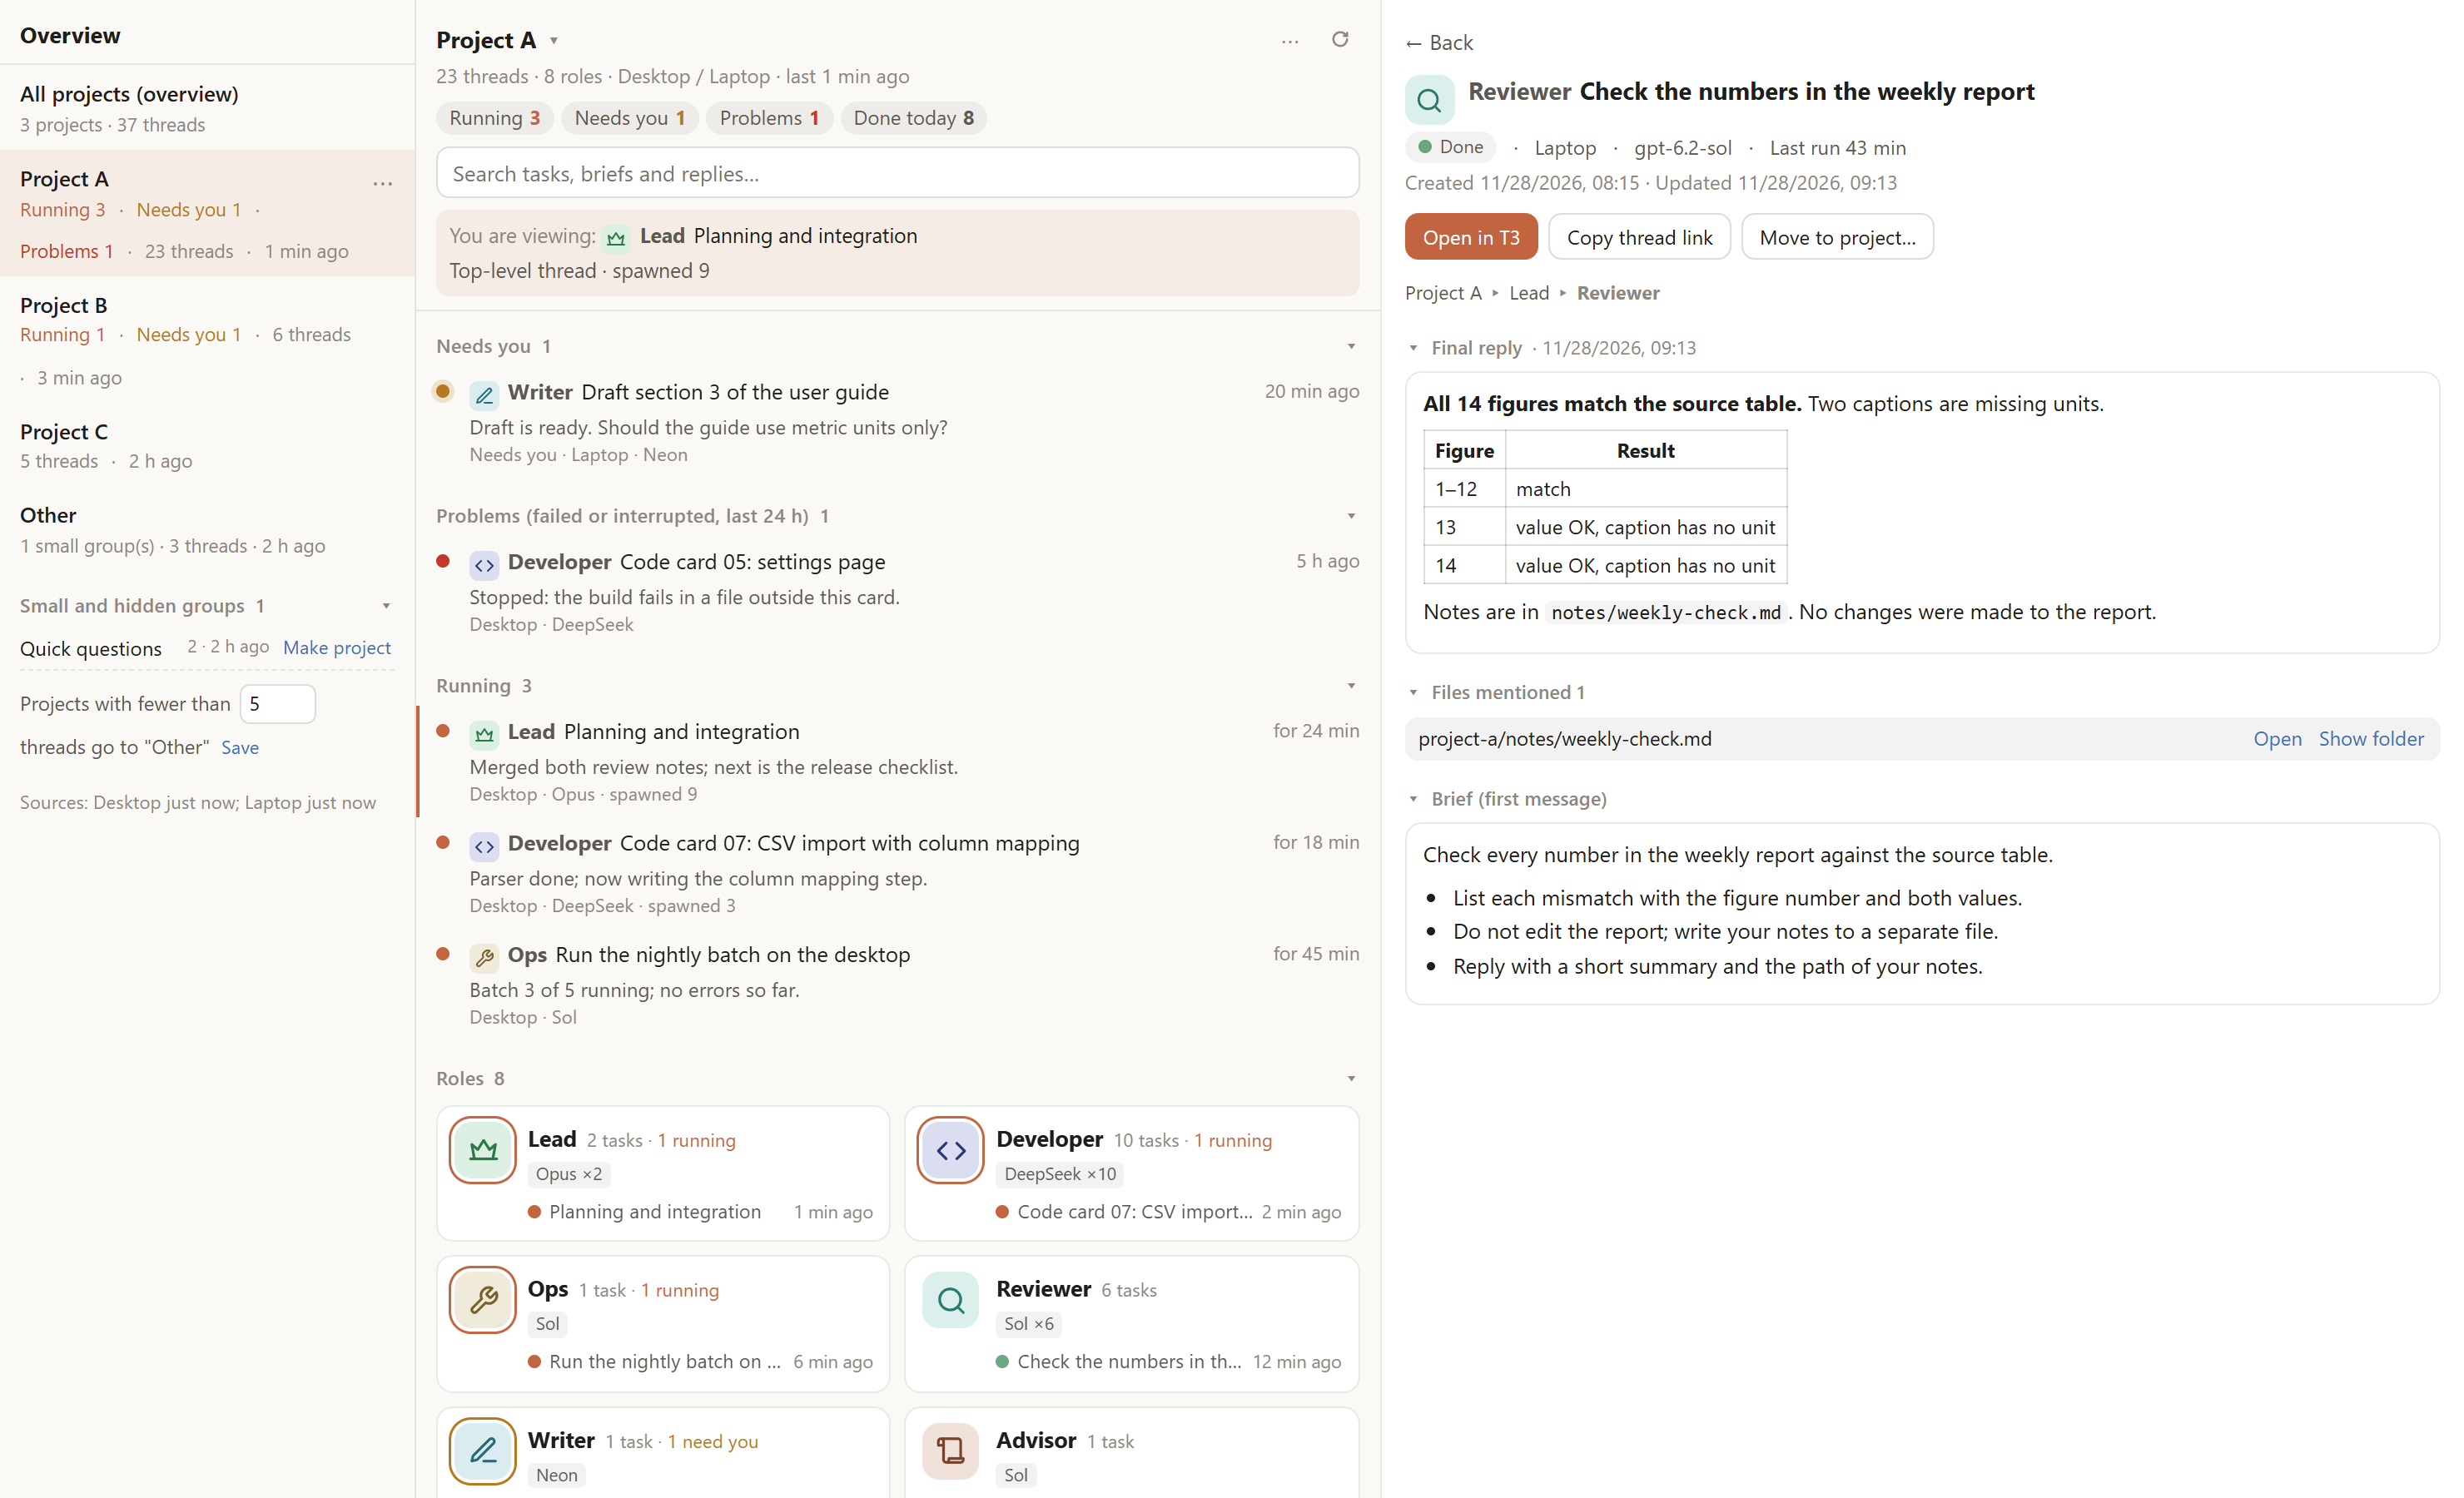 Overview
All projects (overview)
3 projects · 37 threads
Project A
...
Running 3 · Needs you 1 ·
Problems 1 · 23 threads · 1 min ago
Project B
Running 1 · Needs you 1 · 6 threads
· 3 min ago
Project C
5 threads · 2 h ago
Other
1 small group(s) · 3 threads · 2 h ago
Small and hidden groups 1
Quick questions 2 · 2 h ago Make project
Projects with fewer than 5
threads go to "Other" Save
Sources: Desktop just now; Laptop just now
Project A
...
23 threads · 8 roles · Desktop / Laptop · last 1 min ago
Running 3 Needs you 1 Problems 1 Done today 8
Search tasks, briefs and replies...
You are viewing: Lead Planning and integration
Top-level thread · spawned 9
Needs you 1
Writer Draft section 3 of the user guide 20 min ago
Draft is ready. Should the guide use metric units only?
Needs you · Laptop · Neon
Problems (failed or interrupted, last 24 h) 1
Developer Code card 05: settings page 5 h ago
Stopped: the build fails in a file outside this card.
Desktop · DeepSeek
Running 3
Lead Planning and integration for 24 min
Merged both review notes; next is the release checklist.
Desktop · Opus · spawned 9
Developer Code card 07: CSV import with column mapping for 18 min
Parser done; now writing the column mapping step.
Desktop · DeepSeek · spawned 3
Ops Run the nightly batch on the desktop for 45 min
Batch 3 of 5 running; no errors so far.
Desktop · Sol
Roles 8
Lead 2 tasks · 1 running
Opus ×2
Planning and integration 1 min ago
Developer 10 tasks · 1 running
DeepSeek ×10
Code card 07: CSV import... 2 min ago
Ops 1 task · 1 running
Sol
Run the nightly batch on ... 6 min ago
Reviewer 6 tasks
Sol ×6
Check the numbers in th... 12 min ago
Writer 1 task · 1 need you
Neon
Advisor 1 task
Sol
← Back
Reviewer Check the numbers in the weekly report
Done · Laptop · gpt-6.2-sol · Last run 43 min
Created 11/28/2026, 08:15 · Updated 11/28/2026, 09:13
Open in T3 Copy thread link Move to project...
Project A ▸ Lead ▸ Reviewer
Final reply · 11/28/2026, 09:13
All 14 figures match the source table. Two captions are missing units.
Figure Result
1–12 match
13 value OK, caption has no unit
14 value OK, caption has no unit
Notes are in notes/weekly-check.md. No changes were made to the report.
Files mentioned 1
project-a/notes/weekly-check.md Open Show folder
Brief (first message)
Check every number in the weekly report against the source table.
• List each mismatch with the figure number and both values.
• Do not edit the report; write your notes to a separate file.
• Reply with a short summary and the path of your notes.